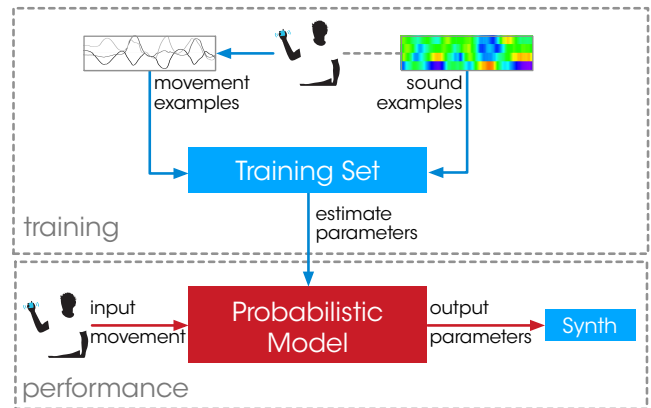 movement
examples
sound
examples
Training Set
training
estimate
parameters
input
movement
Probabilistic
Model
output
parameters
Synth
performance